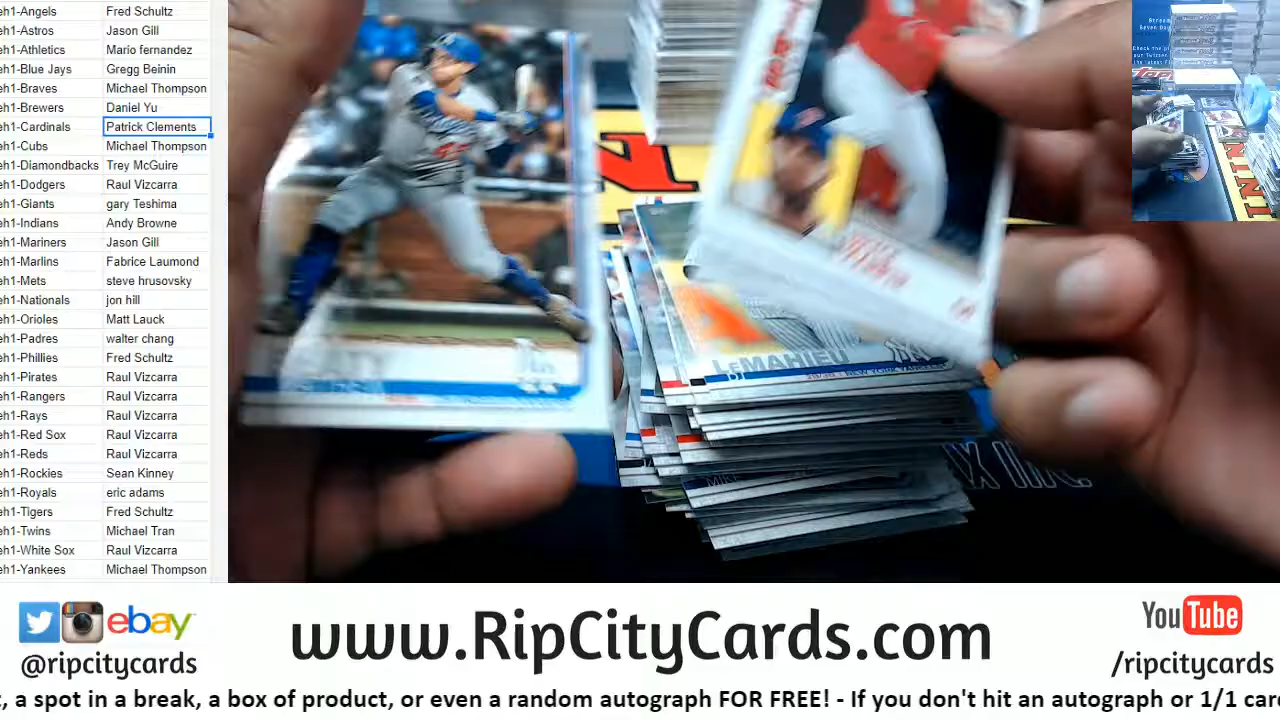 eh1-Angels Fred Schultz
eh1-Astros Jason Gill
eh1-Athletics Mario fernandez
eh1-Blue Jays Gregg Beinin
eh1-Braves Michael Thompson
eh1-Brewers Daniel Yu
eh1-Cardinals Patrick Clements
eh1-Cubs Michael Thompson
eh1-Diamondbacks Trey McGuire
eh1-Dodgers Raul Vizcarra
eh1-Giants gary Teshima
eh1-Indians Andy Browne
eh1-Mariners Jason Gill
eh1-Marlins Fabrice Laumond
eh1-Mets steve hrusovsky
eh1-Nationals jon hill
eh1-Orioles Matt Lauck
eh1-Padres walter chang
eh1-Phillies Fred Schultz
eh1-Pirates Raul Vizcarra
eh1-Rangers Raul Vizcarra
eh1-Rays Raul Vizcarra
eh1-Red Sox Raul Vizcarra
eh1-Reds Raul Vizcarra
eh1-Rockies Sean Kinney
eh1-Royals eric adams
eh1-Tigers Fred Schultz
eh1-Twins Michael Tran
eh1-White Sox Raul Vizcarra
eh1-Yankees Michael Thompson
LEMAHIEU
DJ
NEW YORK YANKEES
LA
ebay
@ripcitycards
www.RipCityCards.com
YouTube
/ripcitycards
, a spot in a break, a box of product, or even a random autograph FOR FREE! - If you don't hit an autograph or 1/1 car